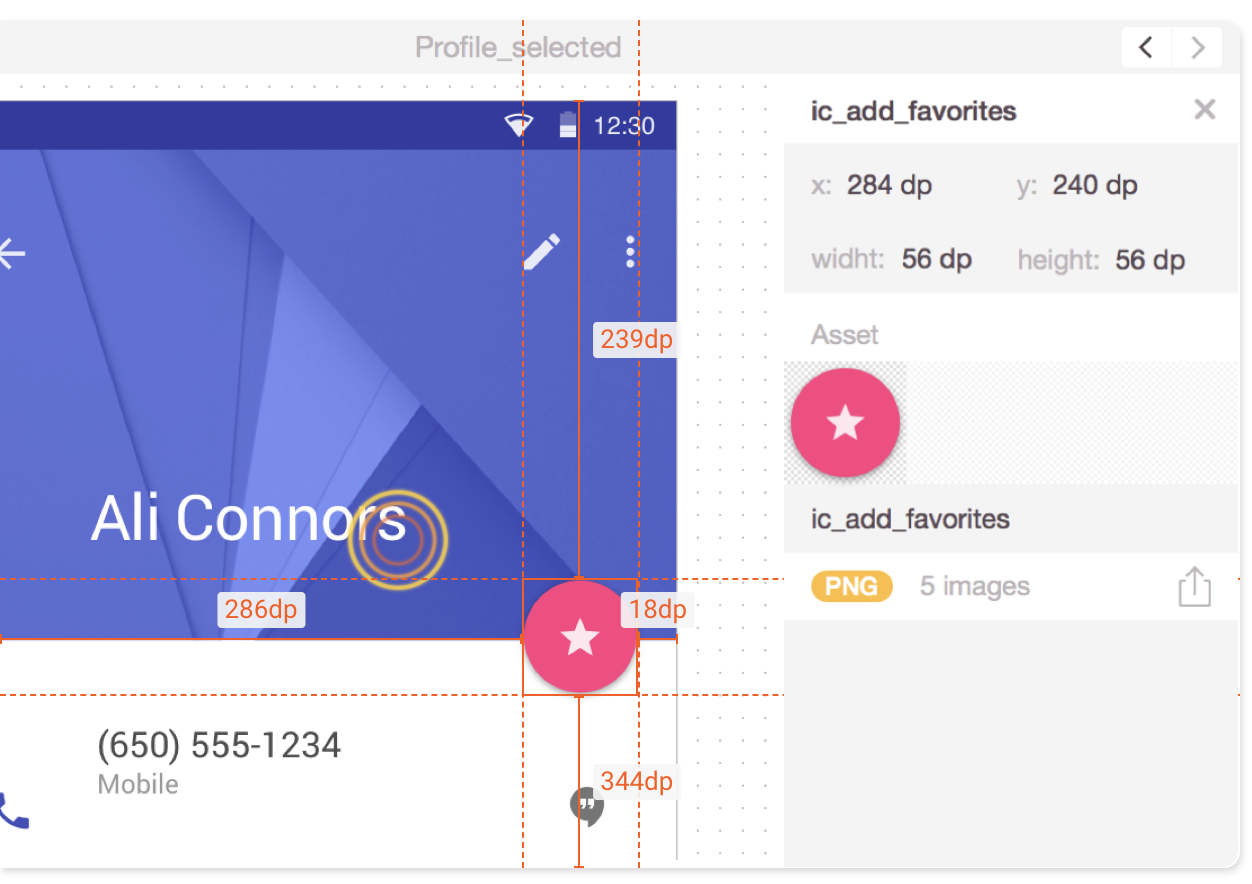 Profile_selected
12:30
239dp
Ali Connors
286dp
18dp
(650) 555-1234
Mobile
344dp
ic_add_favorites
x: 284 dp y: 240 dp
widht: 56 dp height: 56 dp
Asset
ic_add_favorites
PNG 5 images